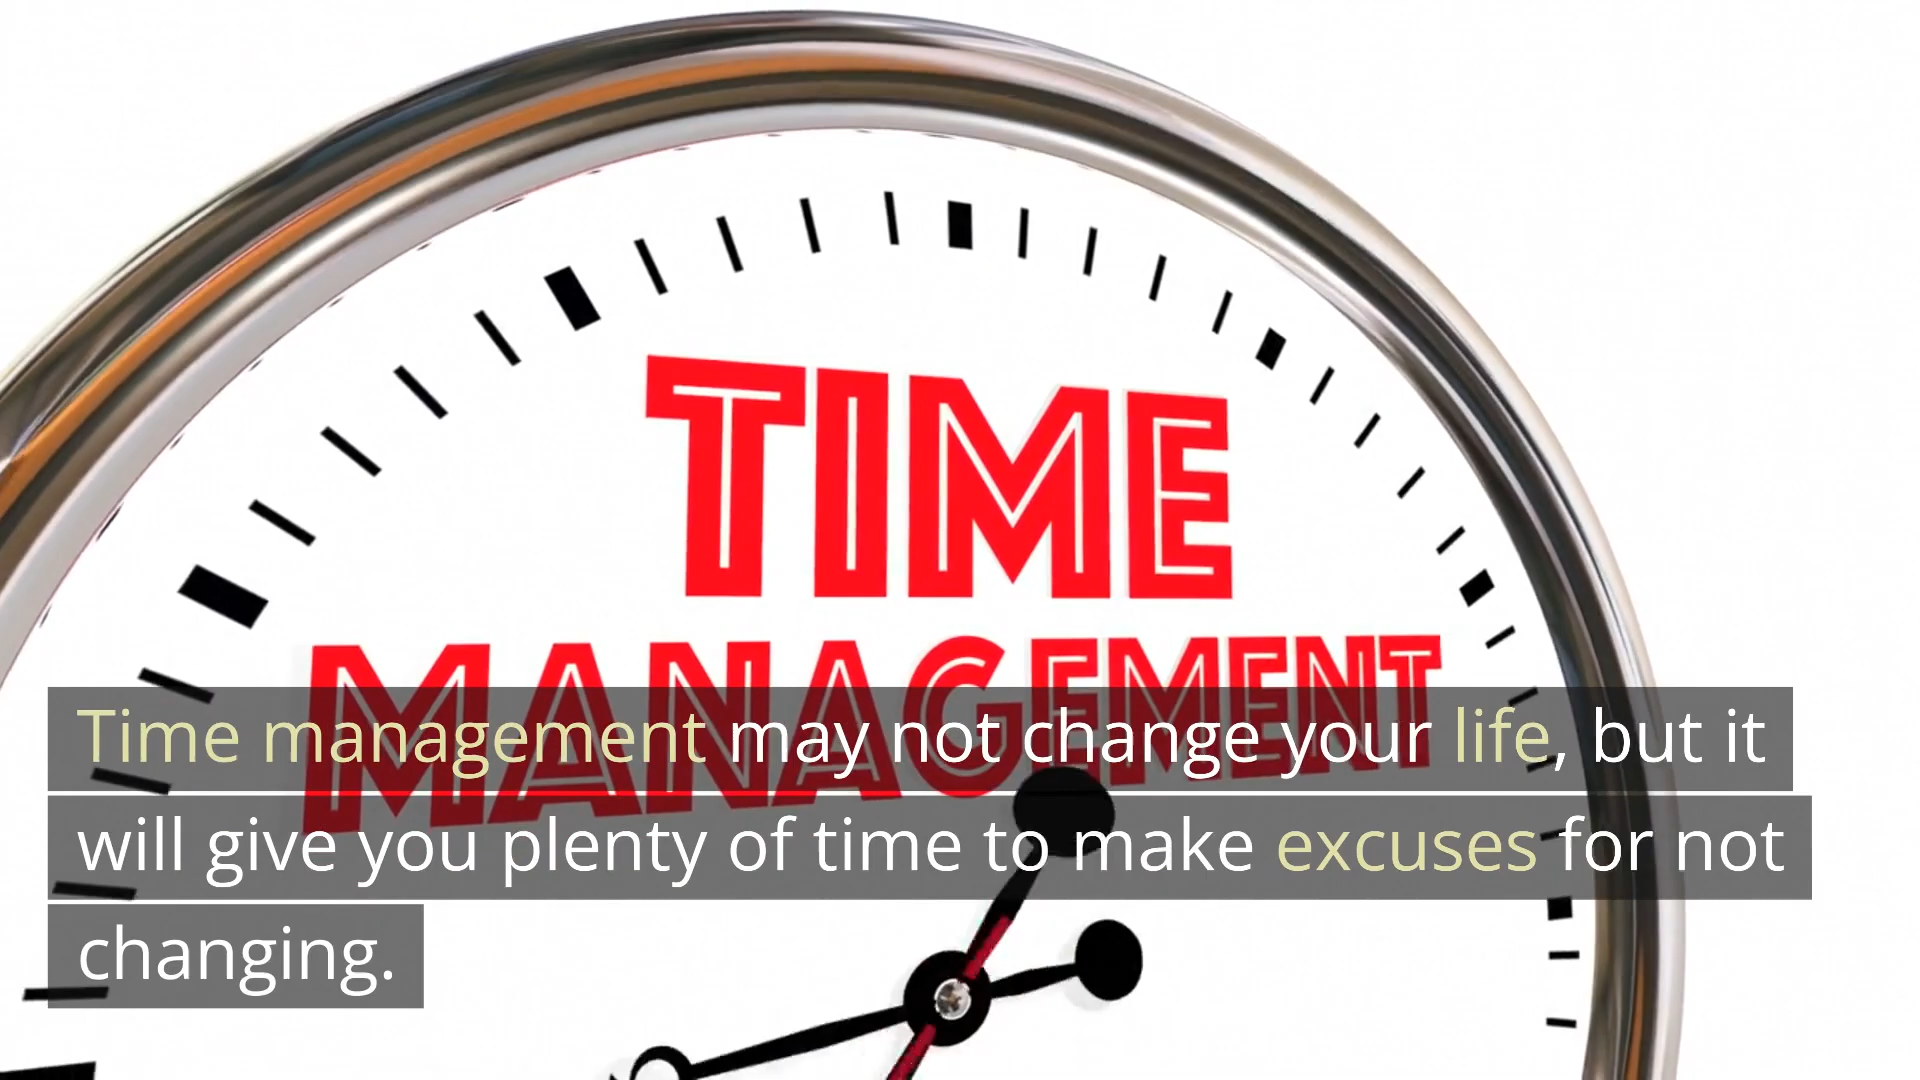 TIME
MANAGEMENT
Time management may not change your life, but it
will give you plenty of time to make excuses for not
changing.